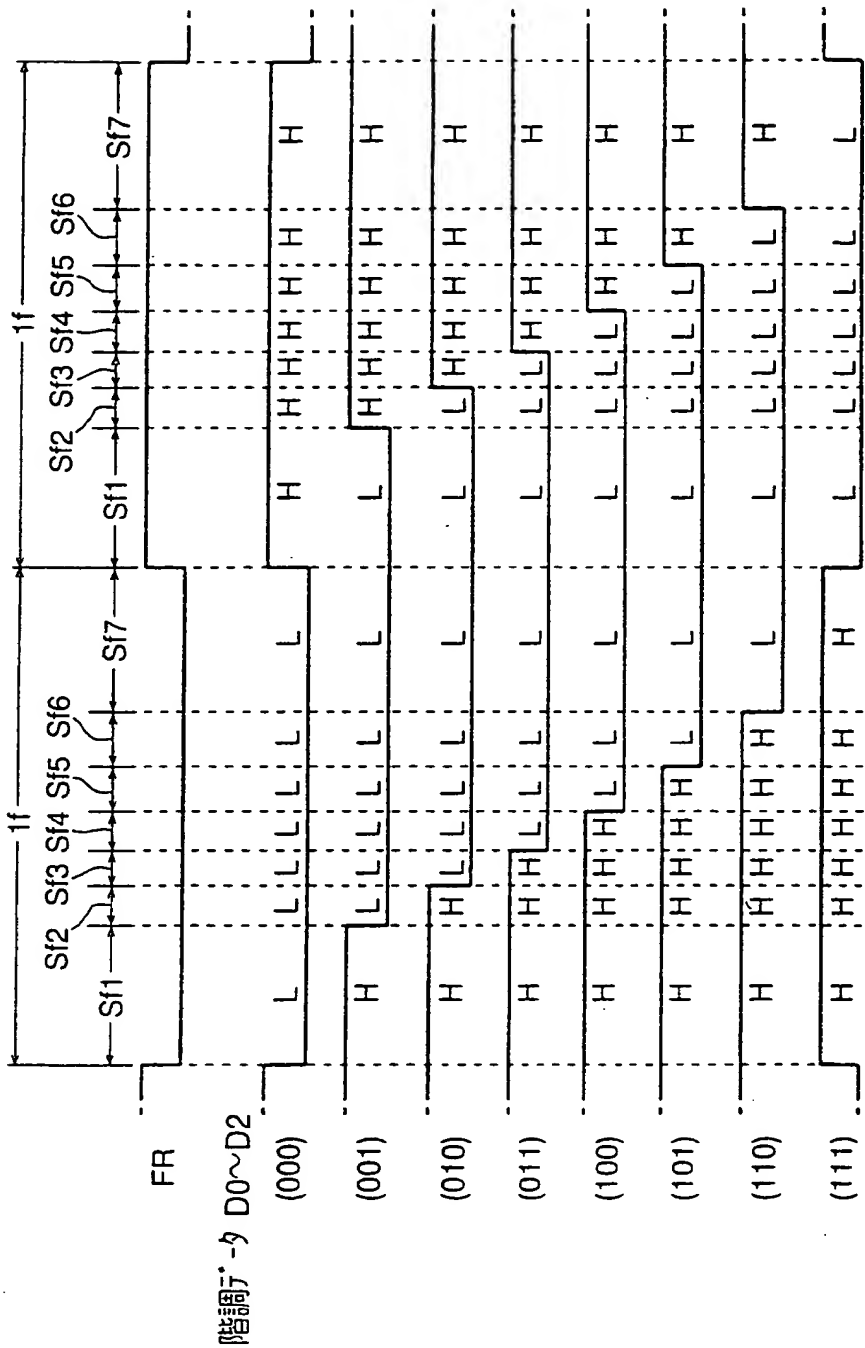 1f 1f
Sf1 Sf2 Sf3 Sf4 Sf5 Sf6 Sf7 Sf1 Sf2 Sf3 Sf4 Sf5 Sf6 Sf7
FR
階調データ D0～D2
(000) L L L L L L L H H H H H H H
(001) H L L L L L L L H H H H H H
(010) H H L L L L L L L H H H H H
(011) H H H L L L L L L L H H H H
(100) H H H H L L L L L L L H H H
(101) H H H H H L L L L L L L H H
(110) H H H H H H L L L L L L L H
(111) H H H H H H H L L L L L L L